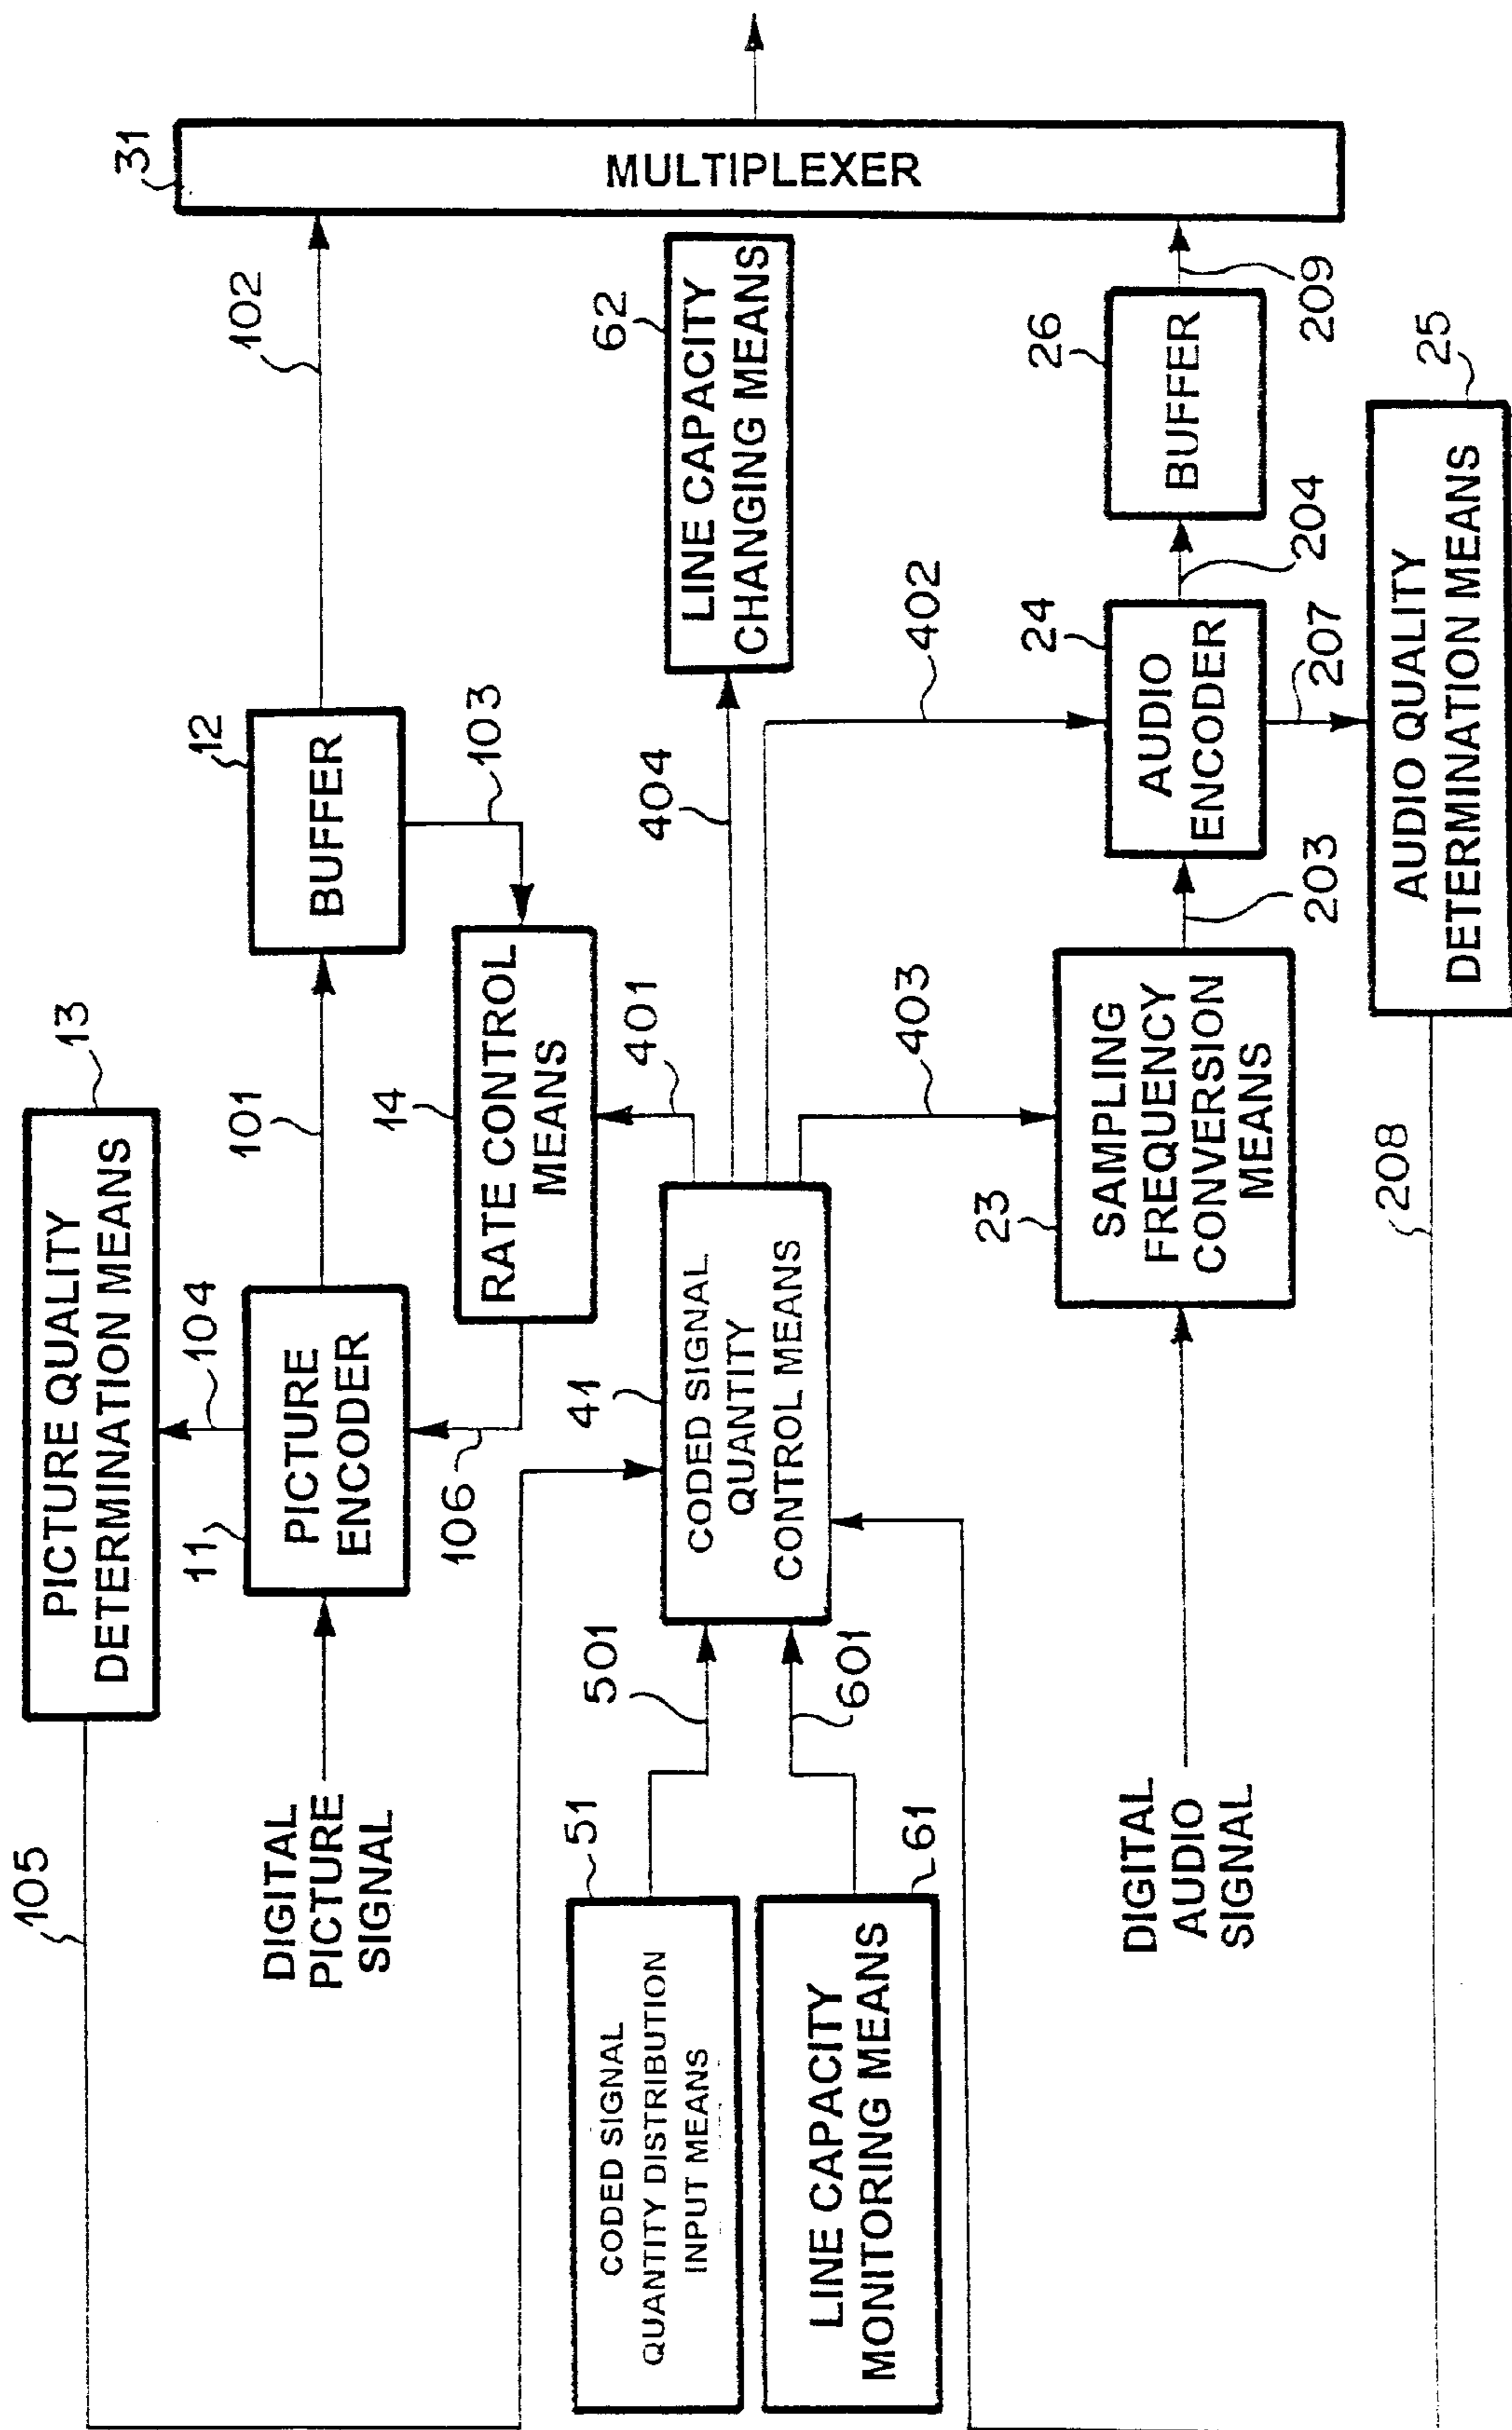 105
PICTURE QUALITY
DETERMINATION MEANS
13
104
DIGITAL
PICTURE
SIGNAL
11
PICTURE
ENCODER
101
12
BUFFER
102
31
MULTIPLEXER
103
106
14
RATE CONTROL
MEANS
401
51
CODED SIGNAL
QUANTITY DISTRIBUTION
INPUT MEANS
501
41
CODED SIGNAL
QUANTITY
CONTROL MEANS
404
62
LINE CAPACITY
CHANGING MEANS
LINE CAPACITY
MONITORING MEANS
61
601
403
402
DIGITAL
AUDIO
SIGNAL
23
SAMPLING
FREQUENCY
CONVERSION
MEANS
203
24
AUDIO
ENCODER
204
26
BUFFER
209
207
208
AUDIO QUALITY
DETERMINATION MEANS
25